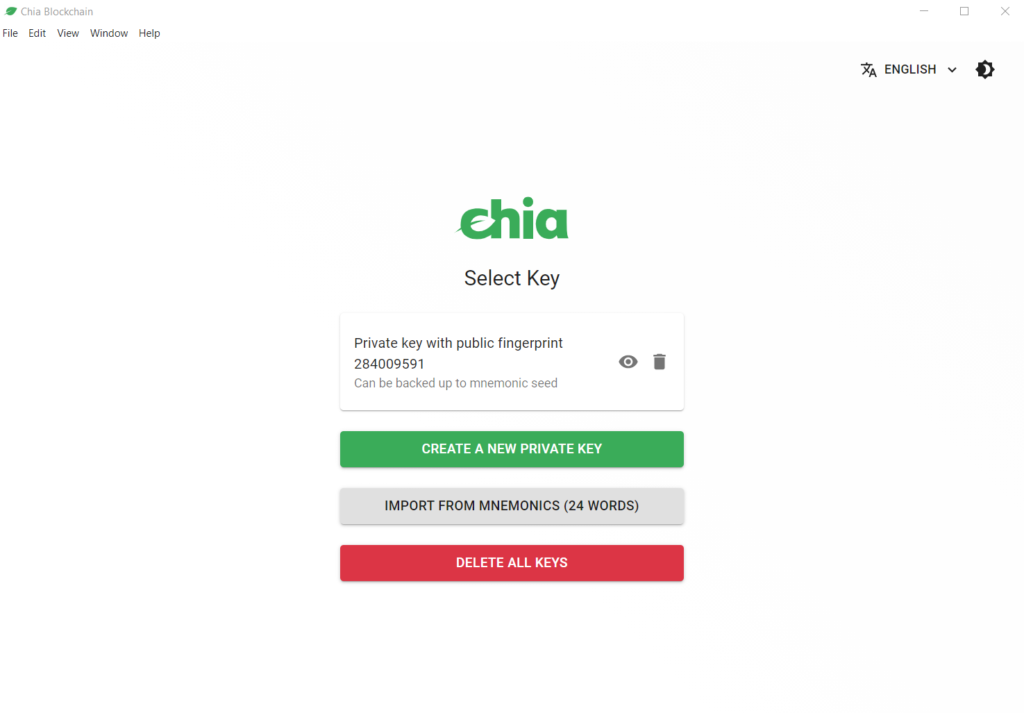 Chia Blockchain
File Edit View Window Help
ENGLISH
chia
Select Key
Private key with public fingerprint
284009591
Can be backed up to mnemonic seed
CREATE A NEW PRIVATE KEY
IMPORT FROM MNEMONICS (24 WORDS)
DELETE ALL KEYS